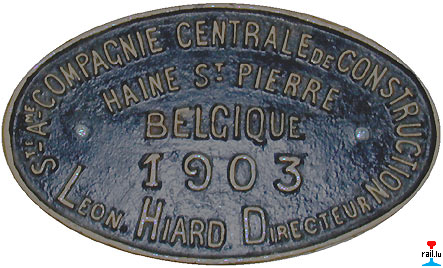 Sté Ame COMPAGNIE CENTRALE DE CONSTRUCTION
HAINE ST PIERRE
BELGIQUE
1903
LEON HIARD DIRECTEUR
rail.lu